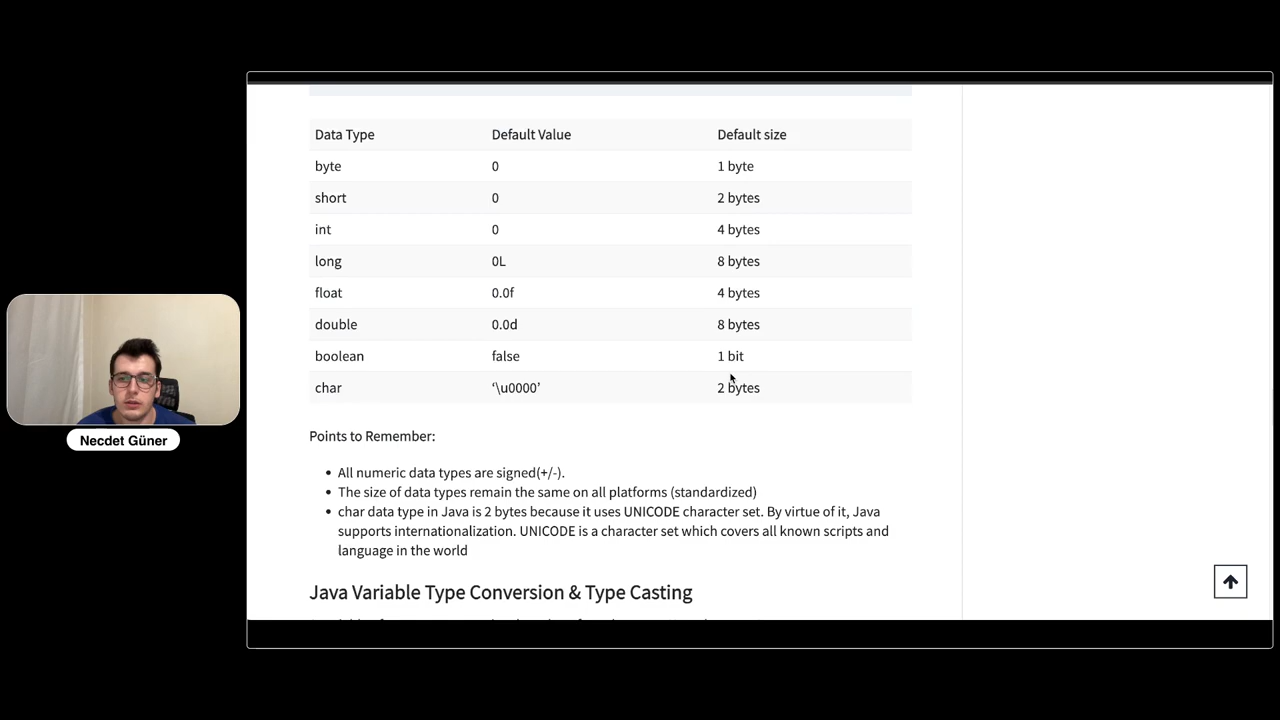 Data Type Default Value Default size
byte 0 1 byte
short 0 2 bytes
int 0 4 bytes
long 0L 8 bytes
float 0.0f 4 bytes
double 0.0d 8 bytes
boolean false 1 bit
char ‘\u0000’ 2 bytes
Points to Remember:
• All numeric data types are signed(+/-).
• The size of data types remain the same on all platforms (standardized)
• char data type in Java is 2 bytes because it uses UNICODE character set. By virtue of it, Java
supports internationalization. UNICODE is a character set which covers all known scripts and
language in the world
Java Variable Type Conversion & Type Casting
Necdet Güner